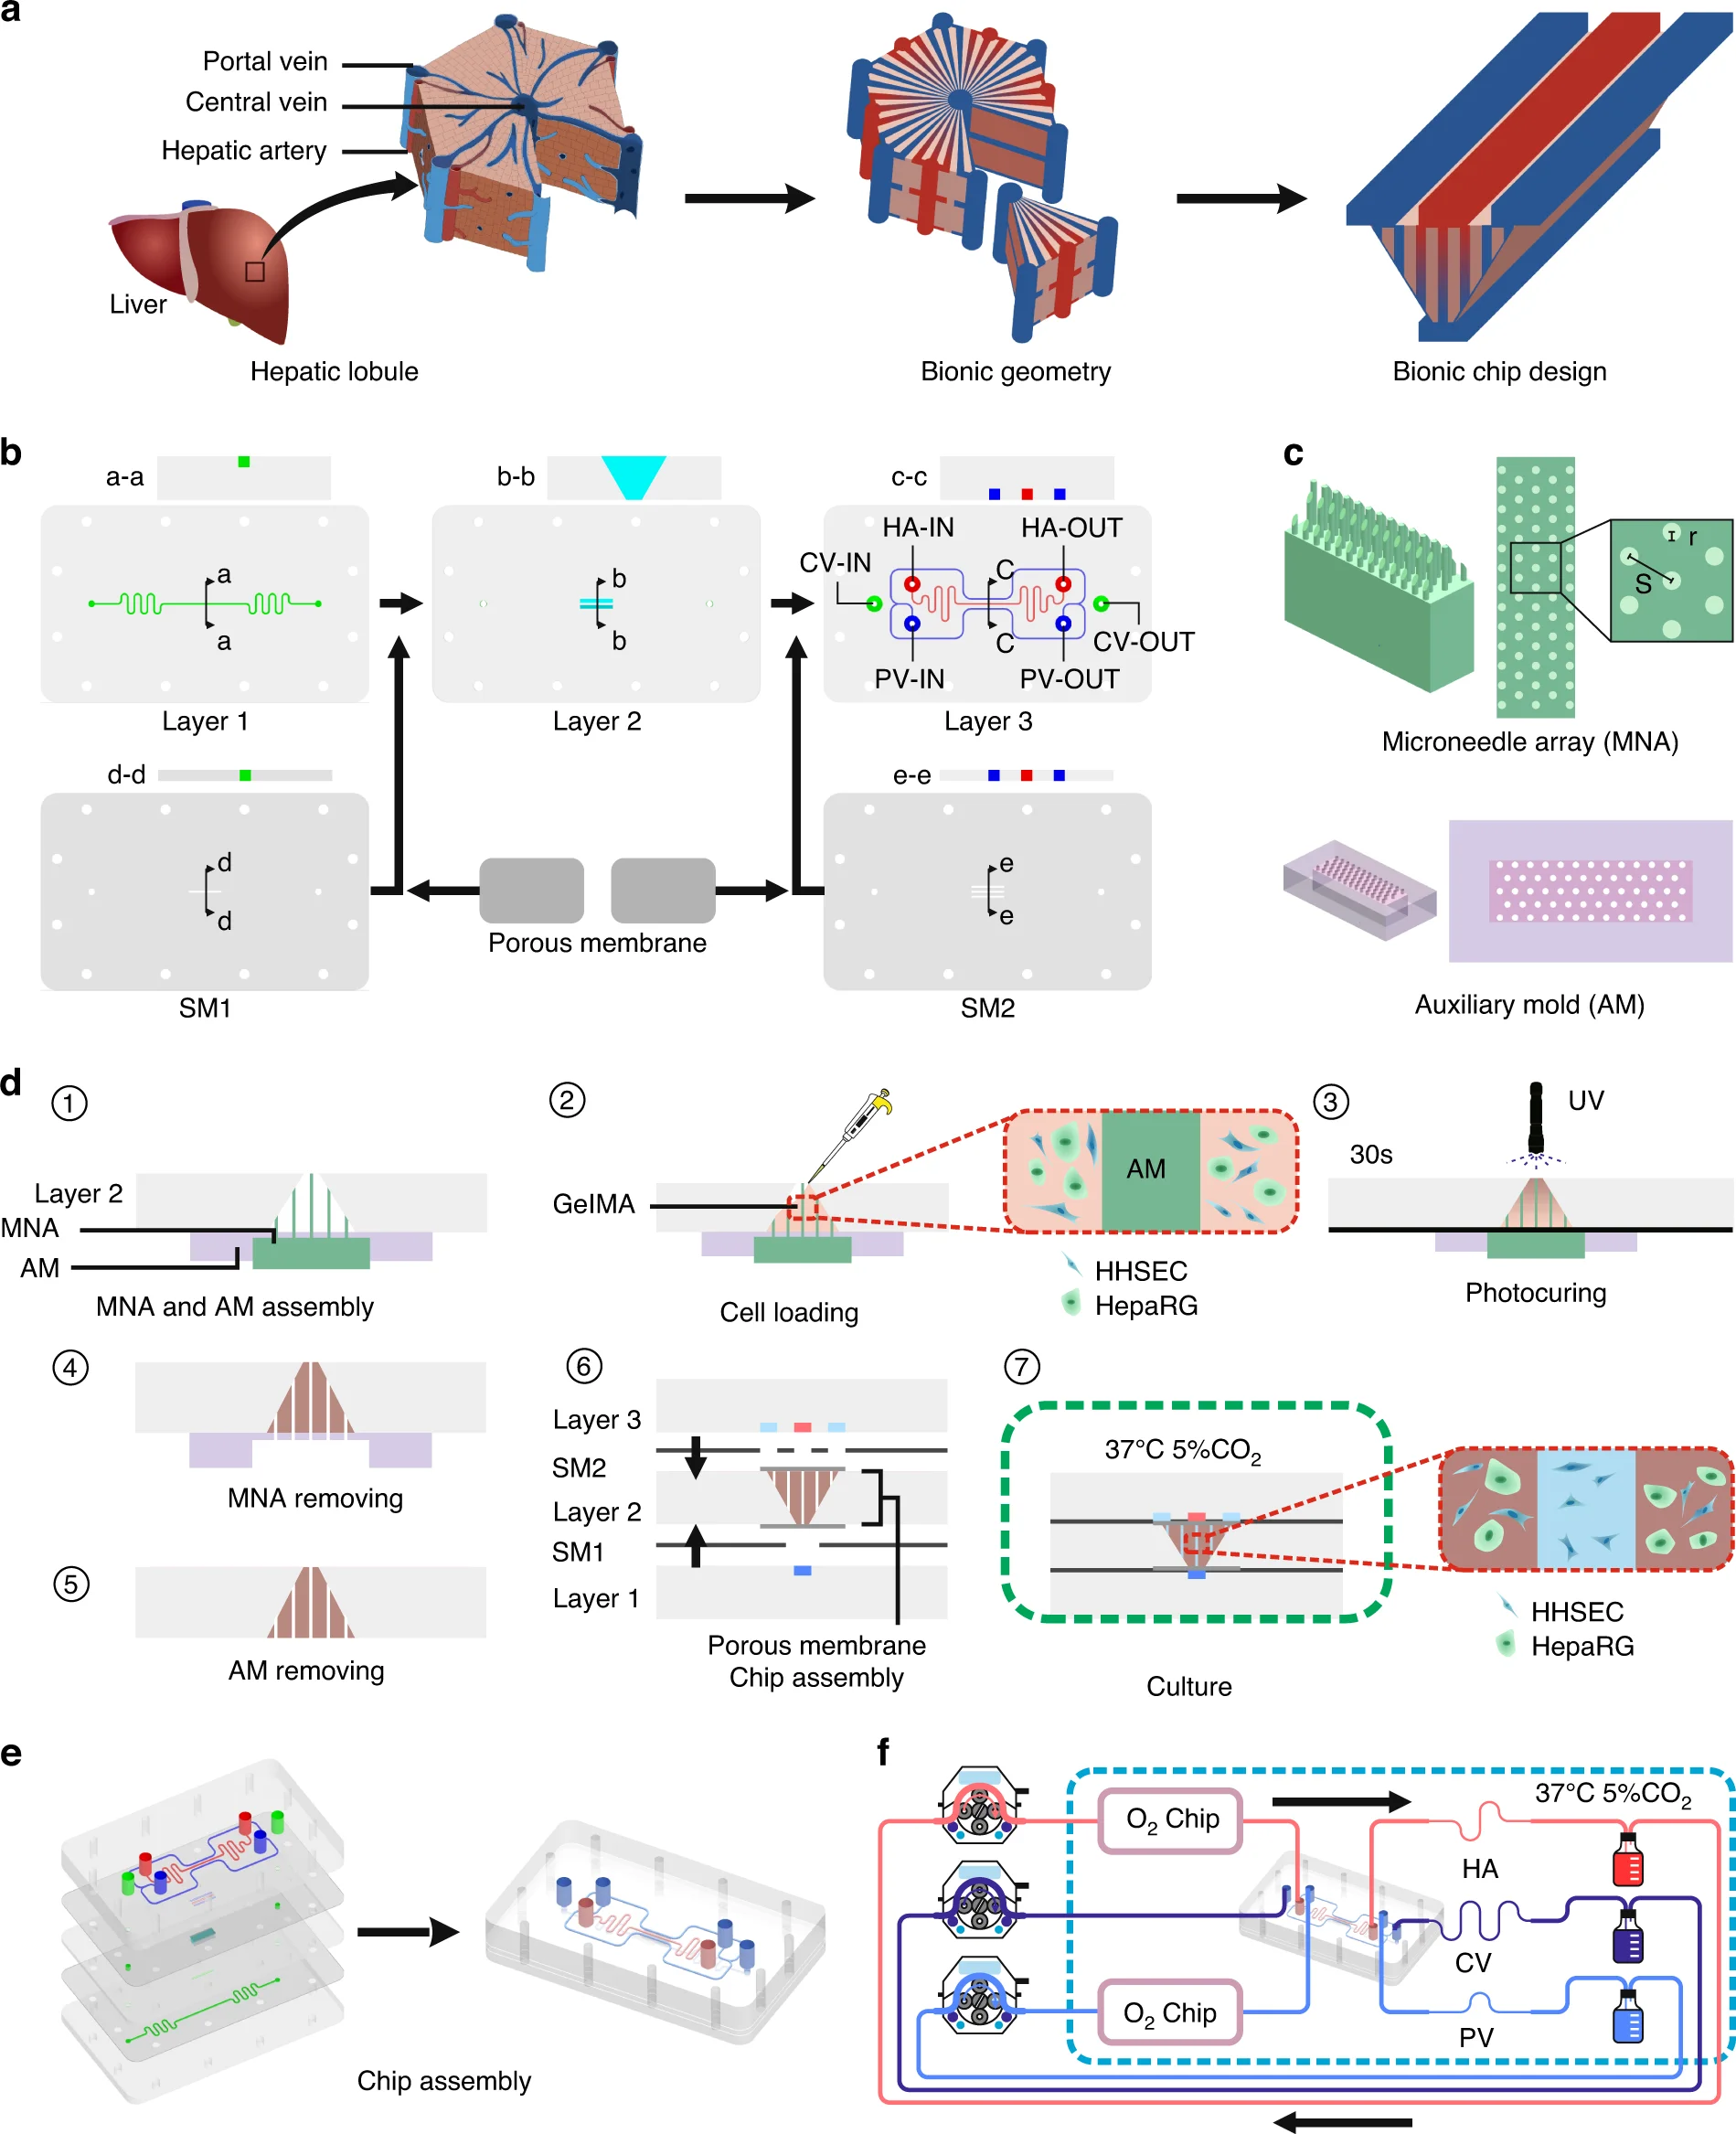 a
Portal vein
Central vein
Hepatic artery
Liver
Hepatic lobule
Bionic geometry
Bionic chip design
b
a-a
b-b
c-c
a
a
b
b
HA-IN
HA-OUT
CV-IN
C
C
CV-OUT
PV-IN
PV-OUT
Layer 1
Layer 2
Layer 3
d-d
e-e
d
d
e
e
Porous membrane
SM1
SM2
c
r
S
Microneedle array (MNA)
Auxiliary mold (AM)
d
1
Layer 2
MNA
AM
MNA and AM assembly
2
GelMA
AM
HHSEC
HepaRG
Cell loading
3
UV
30s
Photocuring
4
MNA removing
5
AM removing
6
Layer 3
SM2
Layer 2
SM1
Layer 1
Porous membrane
Chip assembly
7
37°C 5%CO2
HHSEC
HepaRG
Culture
e
Chip assembly
f
O2 Chip
37°C 5%CO2
HA
CV
O2 Chip
PV